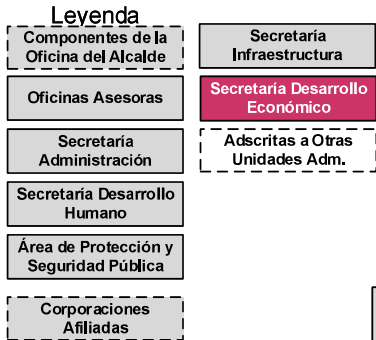 Leyenda
Componentes de la
Oficina del Alcalde
Oficinas Asesoras
Secretaría
Administración
Secretaría Desarrollo
Humano
Área de Protección y
Seguridad Pública
Corporaciones
Afiliadas
Secretaría
Infraestructura
Secretaría Desarrollo
Económico
Adscritas a Otras
Unidades Adm.